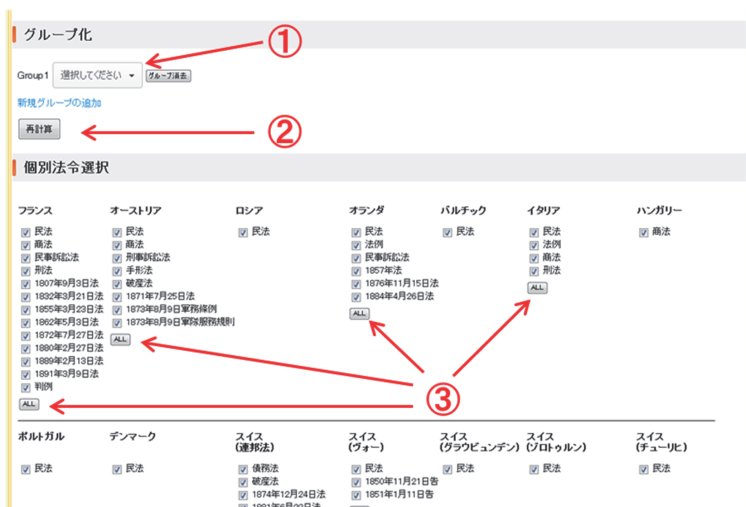 グループ化
①
Group1 選択してください グループ消去
新規グループの追加
再計算
②
個別法令選択
フランス オーストリア ロシア オランダ バルチック イタリア ハンガリー
民法 民法 民法 民法 民法 民法 商法
商法 商法 法例 法例
民事訴訟法 刑事訴訟法 民事訴訟法 商法
刑法 手形法 1857年法 刑法
1807年9月3日法 破産法 1876年11月15日法 ALL
1832年3月21日法 1871年7月25日法 1884年4月26日法
1855年3月23日法 1873年8月9日軍務條例 ALL
1862年5月3日法 1873年8月9日軍隊服務規則
1872年7月27日法 ALL
1880年2月27日法
1889年2月13日法
1891年3月9日法
判例
ALL
③
ポルトガル デンマーク スイス スイス スイス スイス スイス
(連邦法) (ヴォー) (グラウビュンデン) (ゾロトゥルン) (チューリヒ)
民法 民法 債務法 民法 民法 民法 民法
破産法 1850年11月21日告
1874年12月24日法 1851年1月11日告